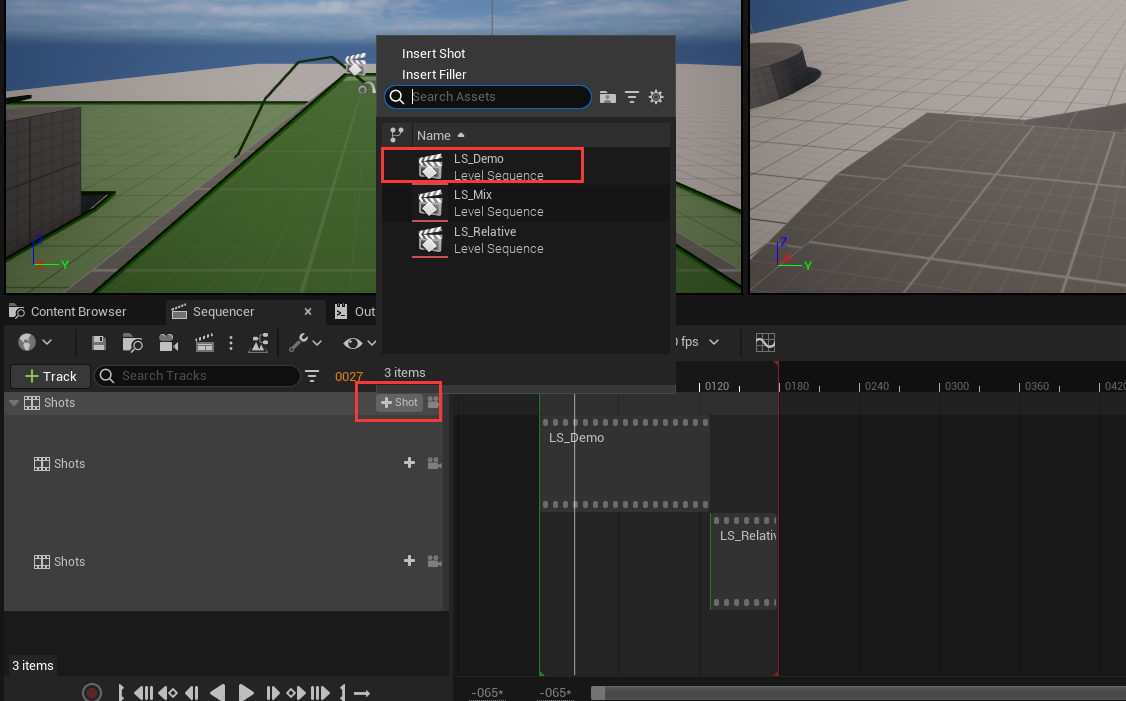 Insert Shot
Insert Filler
Search Assets
Name
LS_Demo
Level Sequence
LS_Mix
Level Sequence
LS_Relative
Level Sequence
3 items
Z
Y
Z
X
Y
Content Browser
Sequencer
Out
fps
Track
Search Tracks
0027
0120
0180
0240
0300
0360
0420
Shots
Shot
LS_Demo
Shots
LS_Relativ
Shots
3 items
-065*
-065*